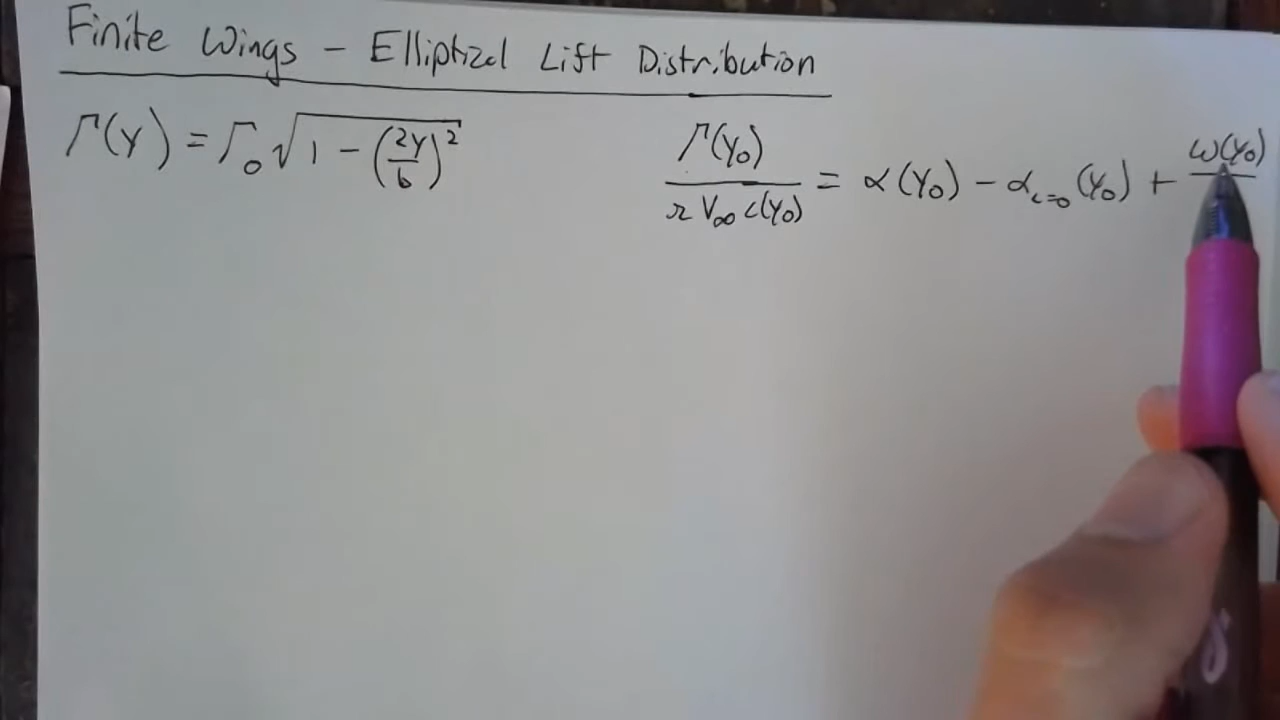 Finite Wings - Elliptical Lift Distribution
Γ(y) = Γ₀ √(1 - (2y/b)²)
Γ(y₀) / (π V∞ c(y₀)) = α(y₀) - α_L=0 (y₀) + w(y₀)